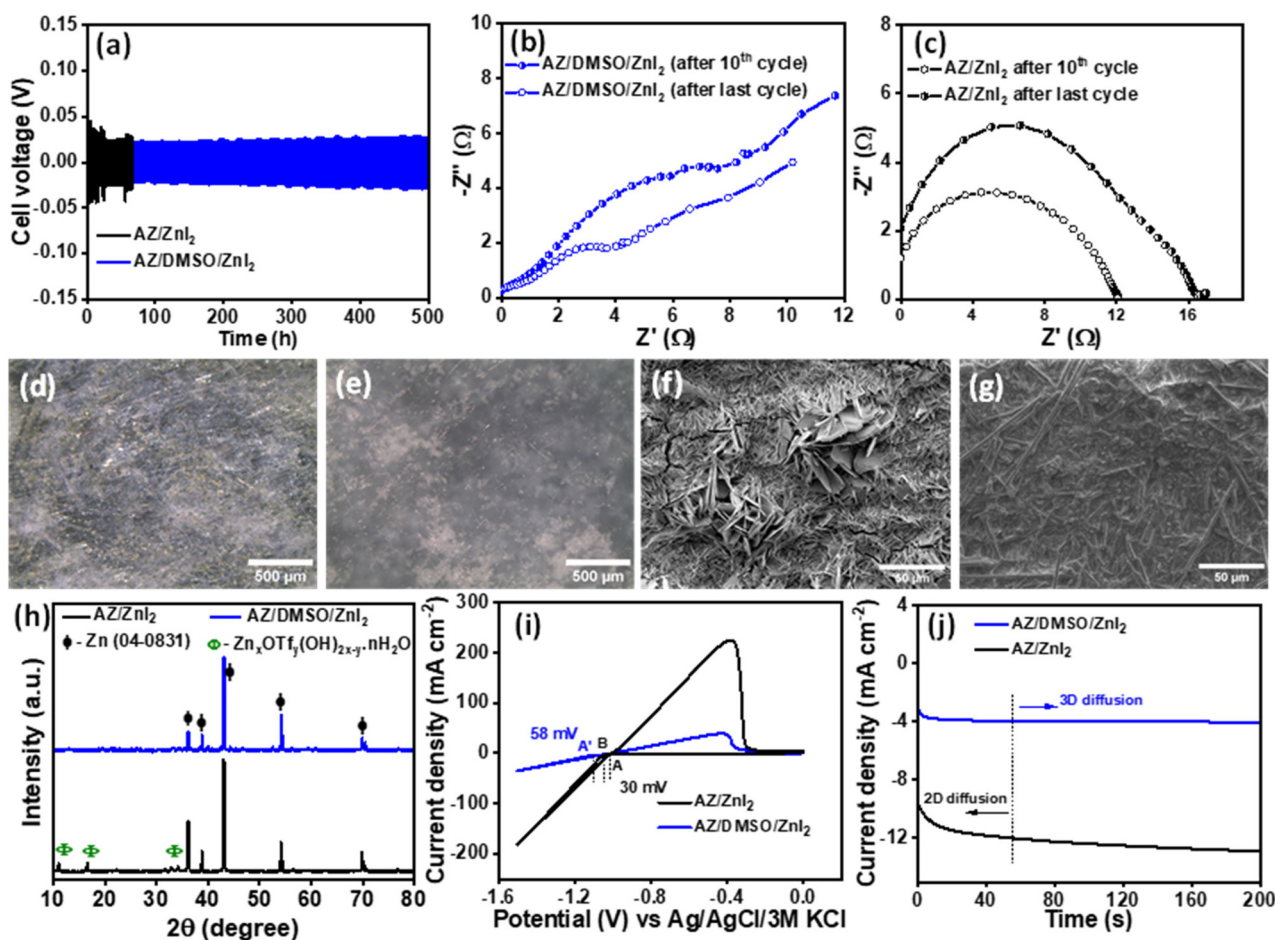 (a)
0.15
0.10
0.05
0.00
-0.05
-0.10
-0.15
Cell voltage (V)
AZ/ZnI2
AZ/DMSO/ZnI2
0 100 200 300 400 500
Time (h)
(b)
10
8
6
4
2
0
-Z'' (Ω)
AZ/DMSO/ZnI2 (after 10th cycle)
AZ/DMSO/ZnI2 (after last cycle)
0 2 4 6 8 10 12
Z' (Ω)
(c)
8
6
4
2
0
-Z'' (Ω)
AZ/ZnI2 after 10th cycle
AZ/ZnI2 after last cycle
0 4 8 12 16
Z' (Ω)
(d)
500 µm
(e)
500 µm
(f)
50 µm
(g)
50 µm
(h)
AZ/ZnI2
AZ/DMSO/ZnI2
- Zn (04-0831)
- ZnxOTfy(OH)2x-y.nH2O
Intensity (a.u.)
10 20 30 40 50 60 70 80
2θ (degree)
(i)
300
200
100
0
-100
-200
Current density (mA cm-2)
58 mV
A' B
A
30 mV
AZ/ZnI2
AZ/DMSO/ZnI2
-1.6 -1.2 -0.8 -0.4 0.0
Potential (V) vs Ag/AgCl/3M KCl
(j)
4
0
-4
-8
-12
Current density (mA cm-2)
AZ/DMSO/ZnI2
AZ/ZnI2
3D diffusion
2D diffusion
0 40 80 120 160 200
Time (s)